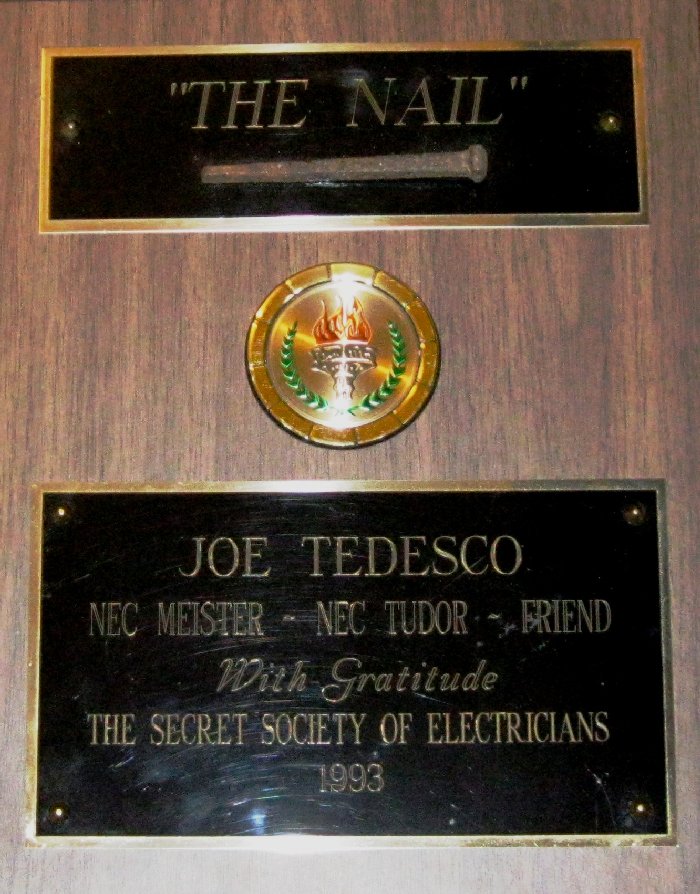 "THE NAIL"
JOE TEDESCO
NEC MEISTER ~ NEC TUDOR ~ FRIEND
With Gratitude
THE SECRET SOCIETY OF ELECTRICIANS
1993